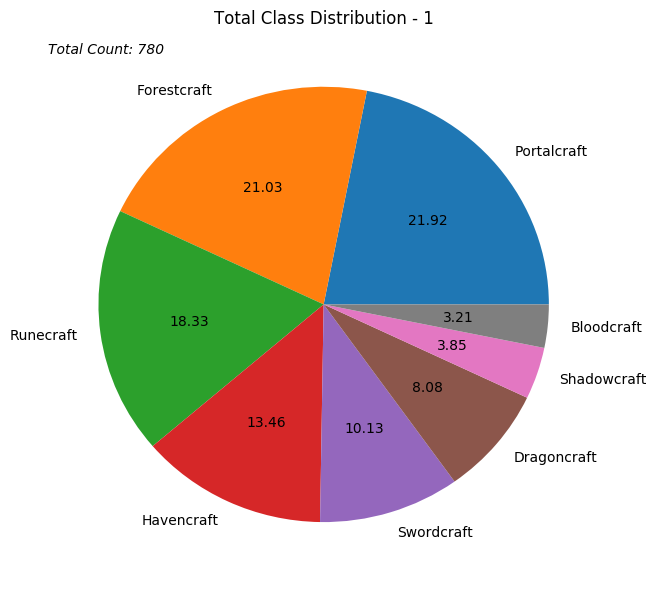 Total Class Distribution - 1
Total Count: 780
Forestcraft
Portalcraft
21.03
21.92
18.33
Runecraft
3.21
Bloodcraft
3.85
Shadowcraft
8.08
13.46
10.13
Dragoncraft
Havencraft
Swordcraft